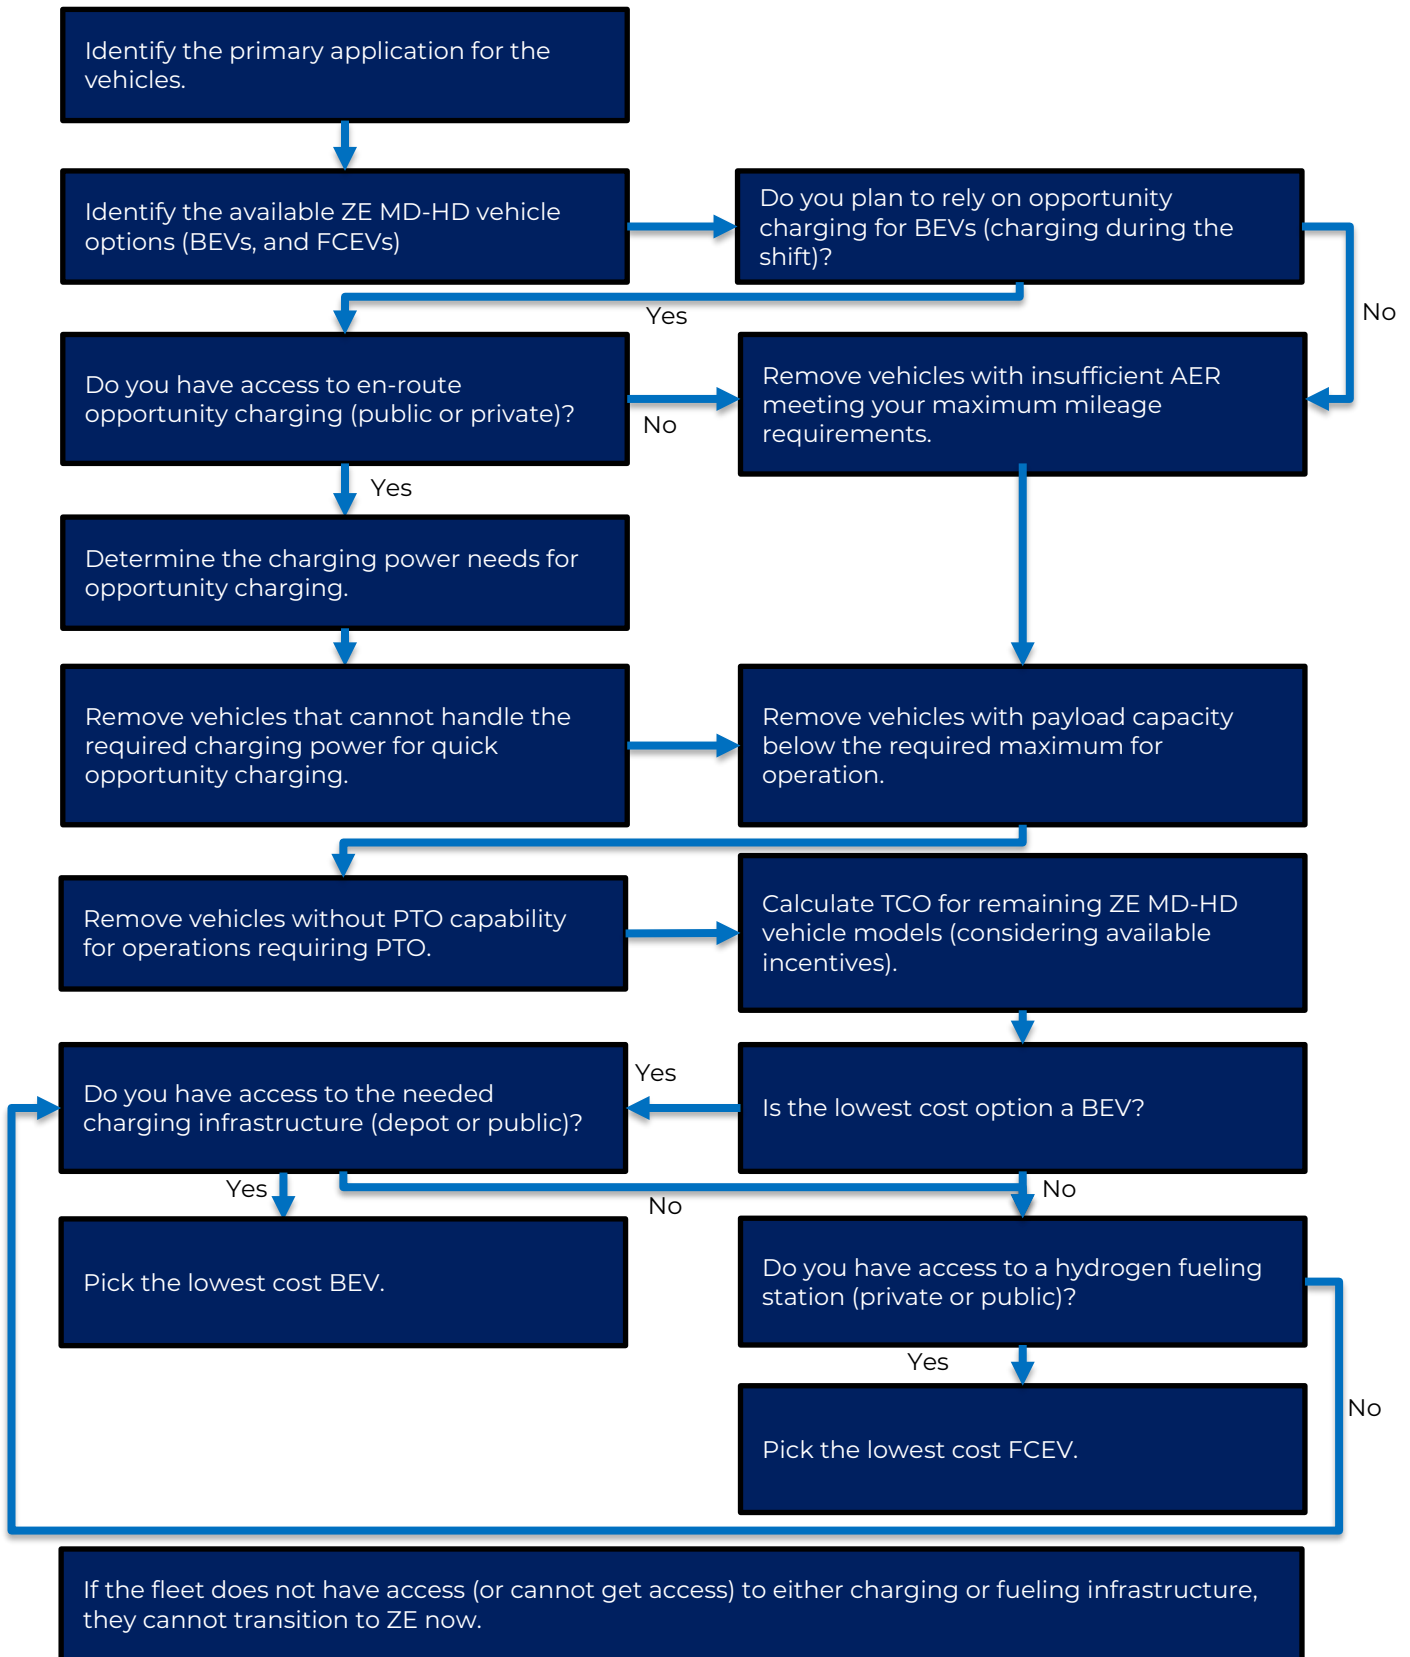 Identify the primary application for the
vehicles.
Identify the available ZE MD-HD vehicle
options (BEVs, and FCEVs)
Do you plan to rely on opportunity
charging for BEVs (charging during the
shift)?
Yes
No
Do you have access to en-route
opportunity charging (public or private)?
No
Remove vehicles with insufficient AER
meeting your maximum mileage
requirements.
Yes
Determine the charging power needs for
opportunity charging.
Remove vehicles that cannot handle the
required charging power for quick
opportunity charging.
Remove vehicles with payload capacity
below the required maximum for
operation.
Remove vehicles without PTO capability
for operations requiring PTO.
Calculate TCO for remaining ZE MD-HD
vehicle models (considering available
incentives).
Do you have access to the needed
charging infrastructure (depot or public)?
Yes
Is the lowest cost option a BEV?
Yes
No
No
Pick the lowest cost BEV.
Do you have access to a hydrogen fueling
station (private or public)?
Yes
No
Pick the lowest cost FCEV.
If the fleet does not have access (or cannot get access) to either charging or fueling infrastructure,
they cannot transition to ZE now.